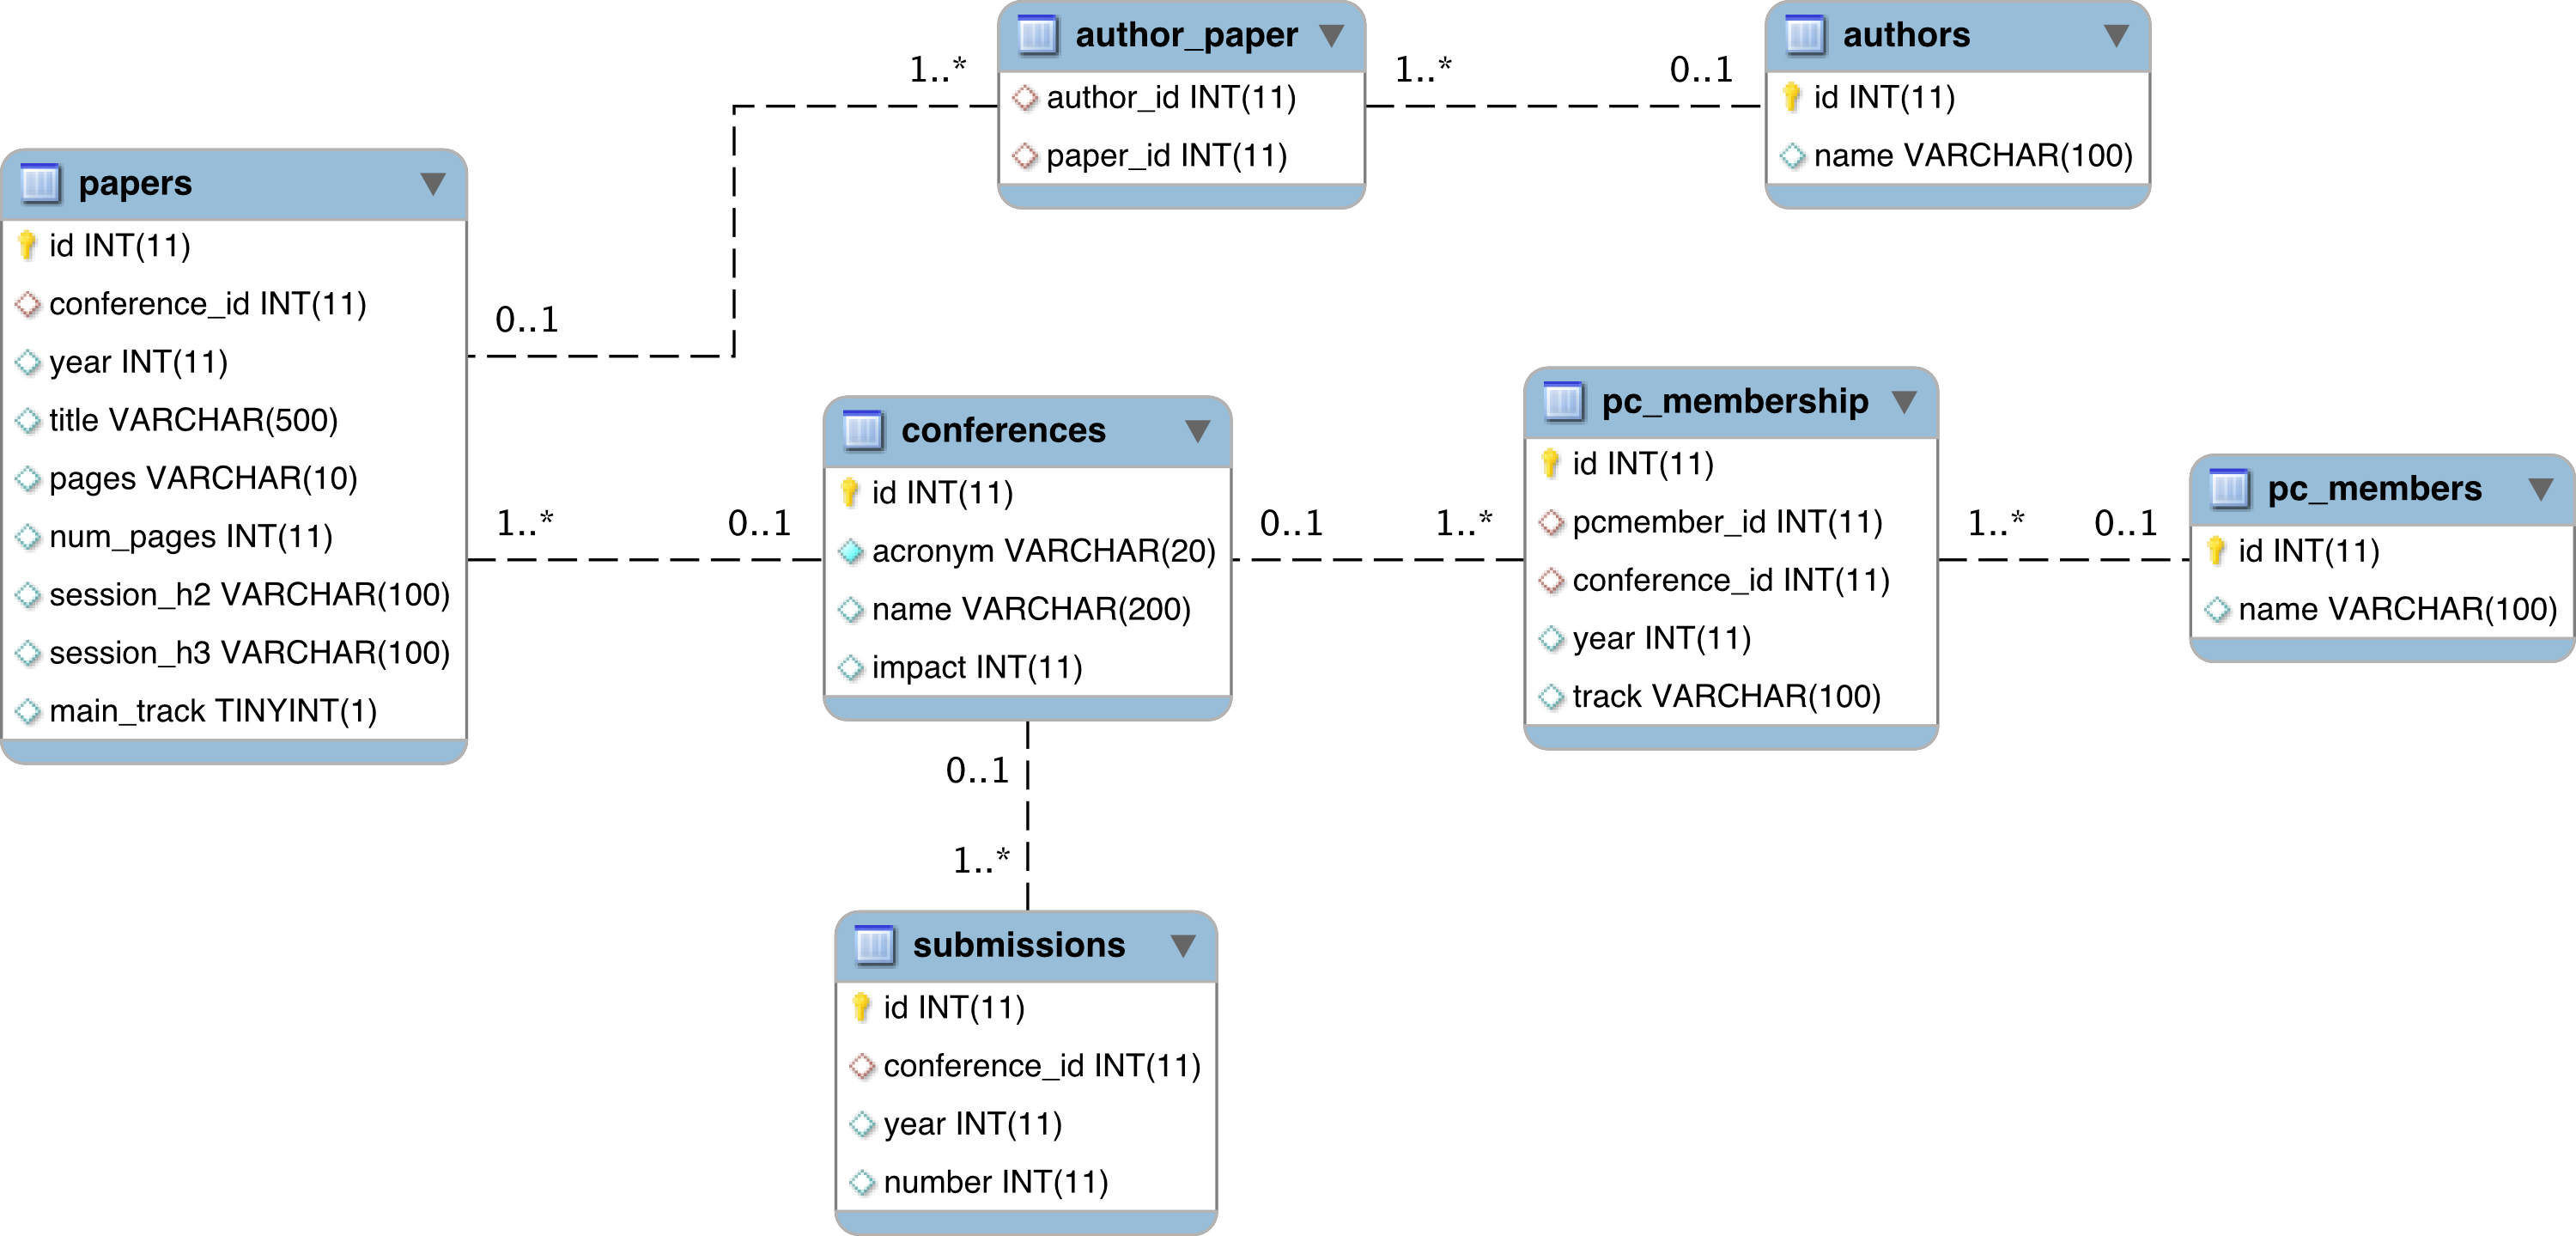 author_paper
author_id INT(11)
paper_id INT(11)
1..*
1..*
0..1
authors
id INT(11)
name VARCHAR(100)
papers
id INT(11)
conference_id INT(11)
year INT(11)
title VARCHAR(500)
pages VARCHAR(10)
num_pages INT(11)
session_h2 VARCHAR(100)
session_h3 VARCHAR(100)
main_track TINYINT(1)
0..1
1..*
0..1
conferences
id INT(11)
acronym VARCHAR(20)
name VARCHAR(200)
impact INT(11)
0..1
1..*
pc_membership
id INT(11)
pcmember_id INT(11)
conference_id INT(11)
year INT(11)
track VARCHAR(100)
1..*
0..1
pc_members
id INT(11)
name VARCHAR(100)
0..1
1..*
submissions
id INT(11)
conference_id INT(11)
year INT(11)
number INT(11)